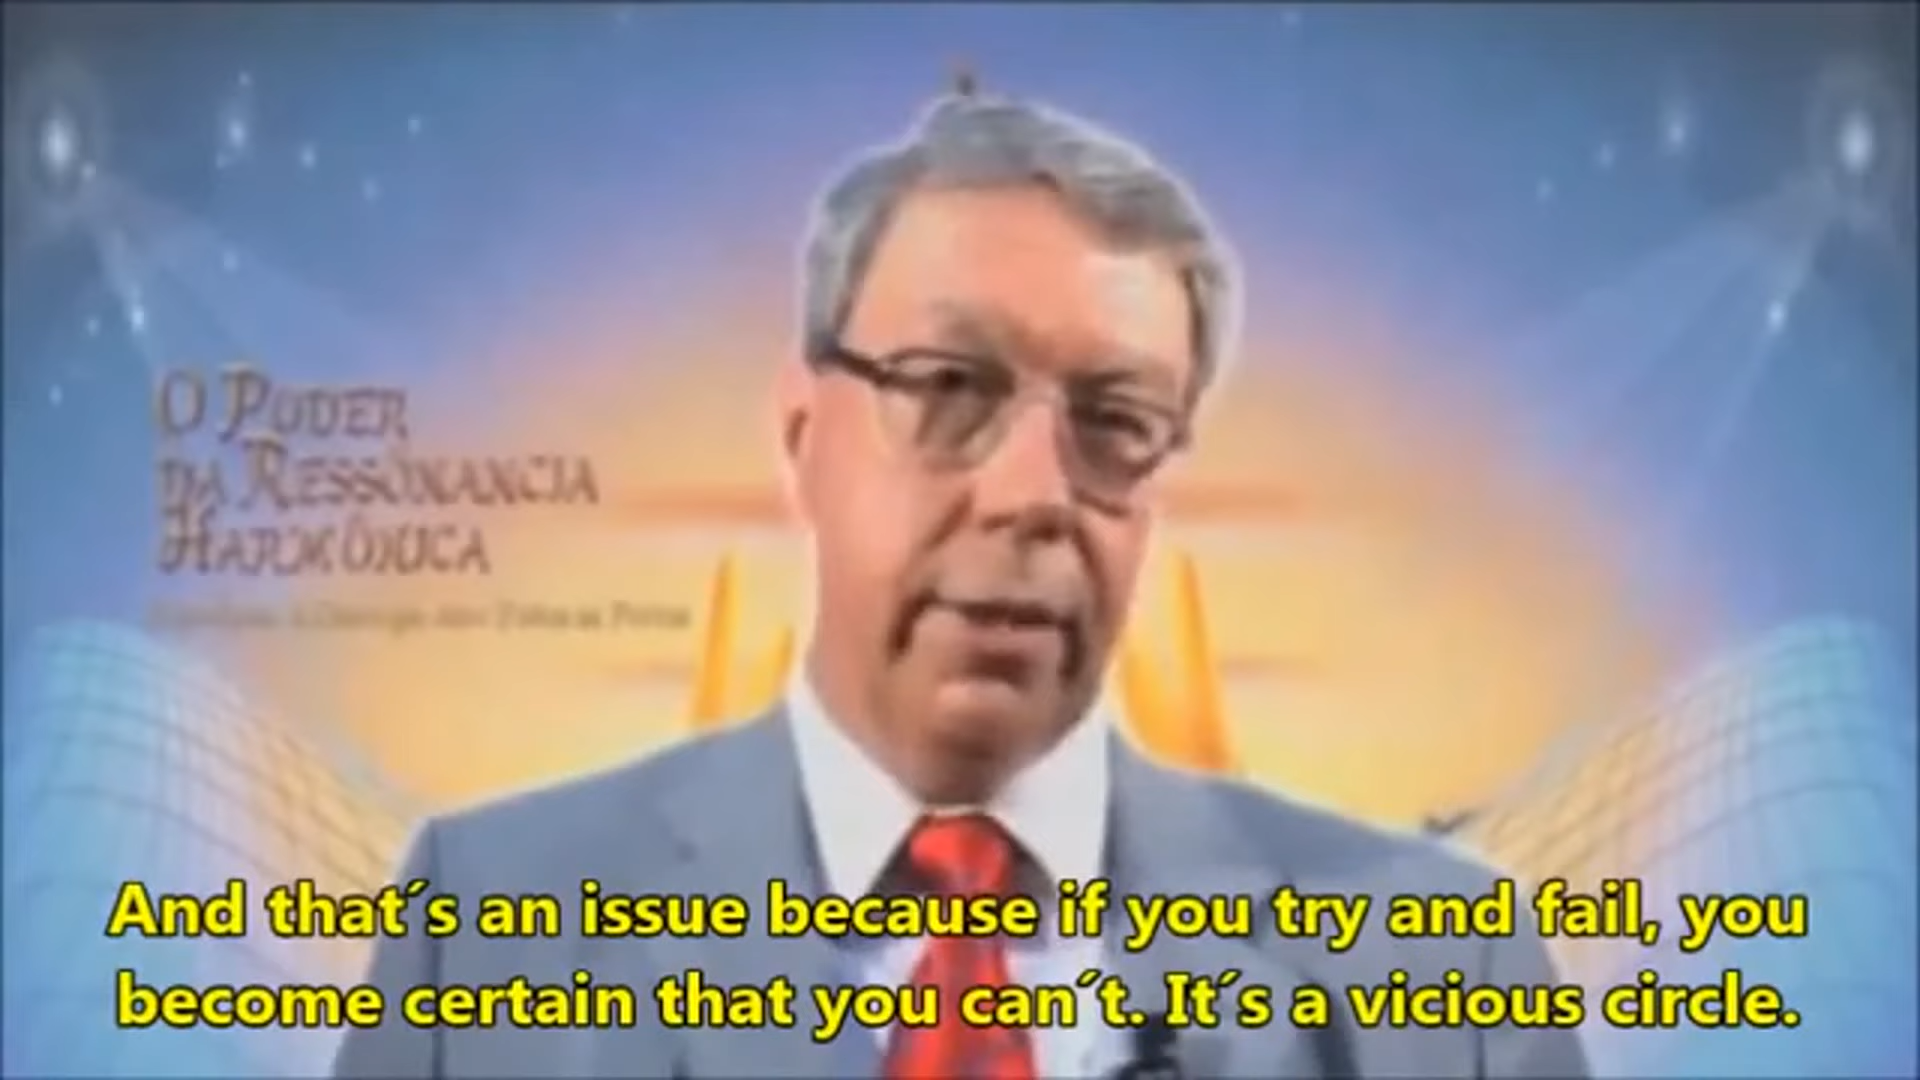 O PODER
DA RESSONANCIA
HARMÔNICA
And that´s an issue because if you try and fail, you
become certain that you can´t. It´s a vicious circle.